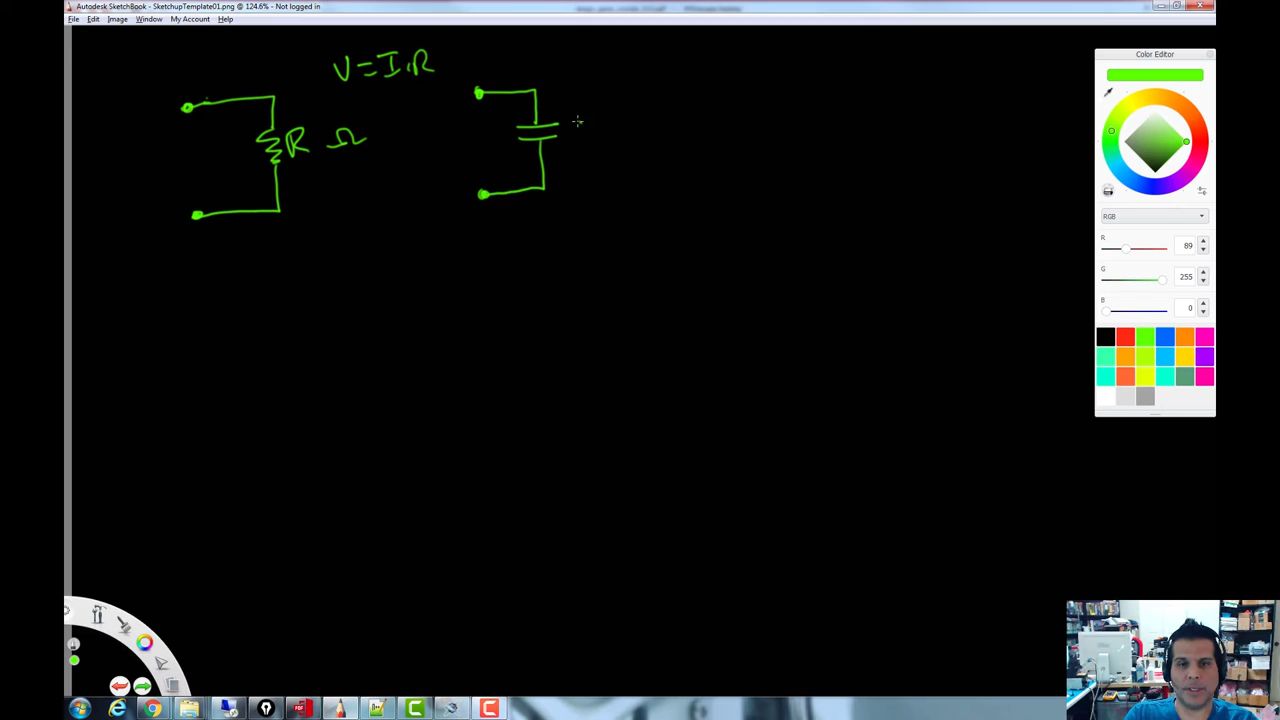 Autodesk SketchBook - SketchupTemplate01.png @ 124.6% - Not logged in
File Edit Image Window My Account Help
V=I.R
R Ω
Color Editor
RGB
R
89
G
255
B
0
PDF